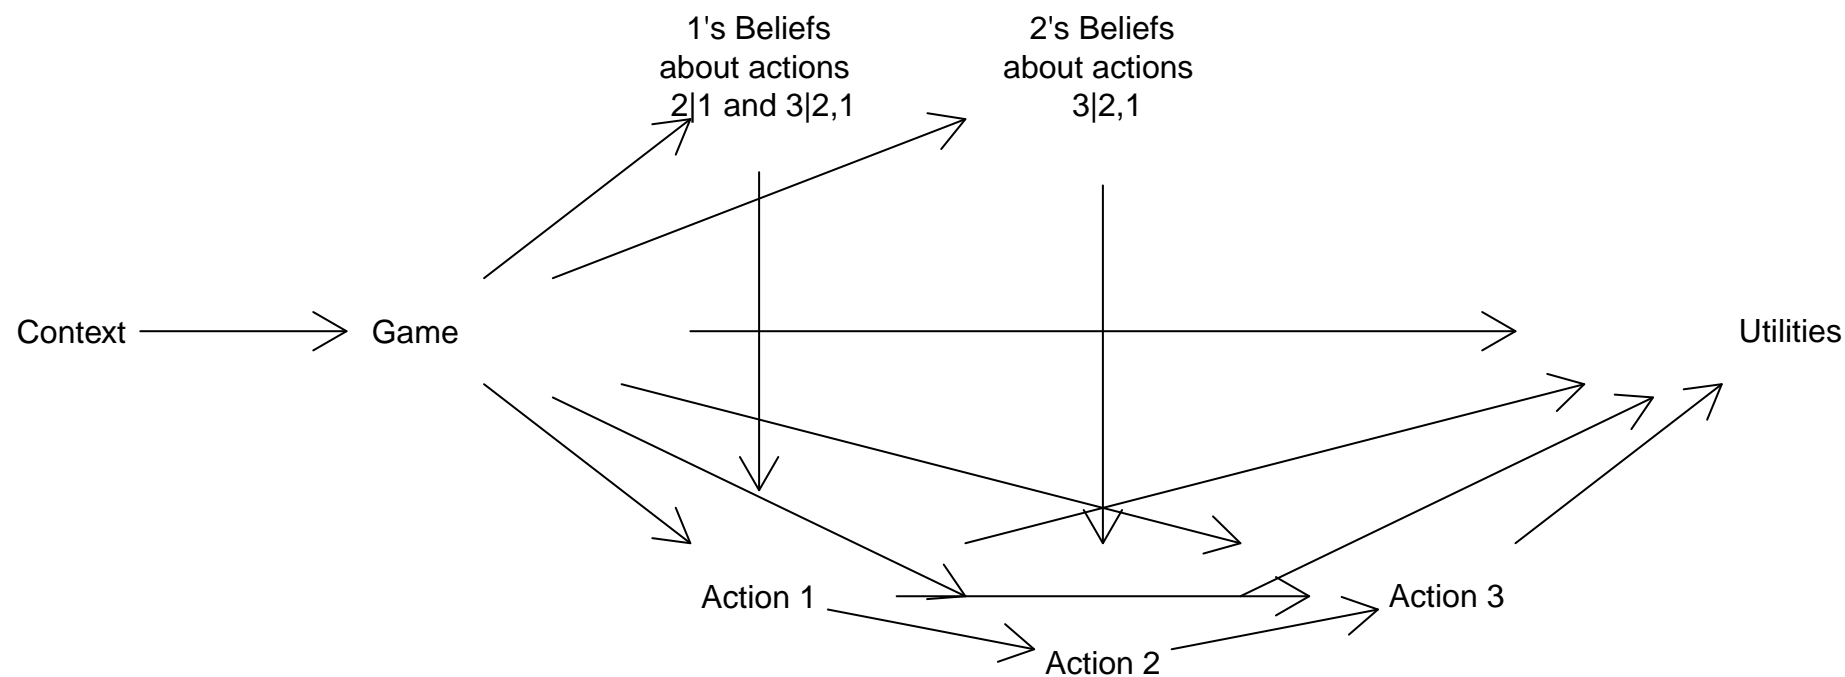 1's Beliefs
about actions
2|1 and 3|2,1
2's Beliefs
about actions
3|2,1
Context
Game
Utilities
Action 1
Action 3
Action 2